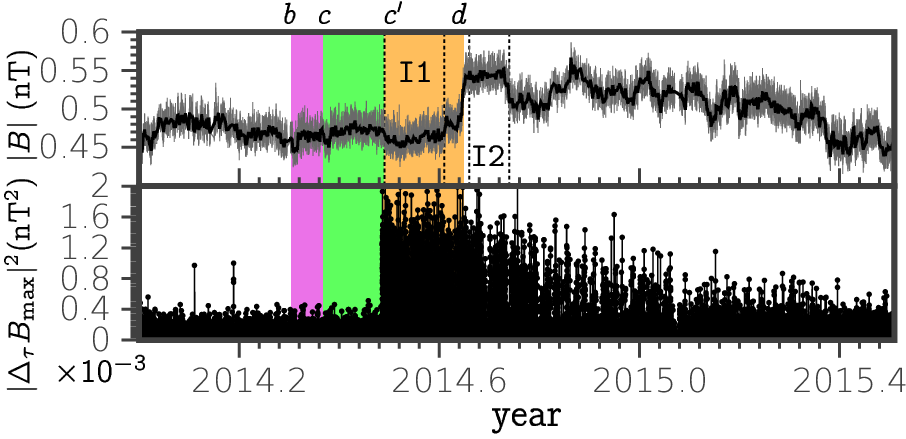 b c c′ d
0.6
0.55
0.5
0.45
|B| (nT)
I1
I2
2
1.6
1.2
0.8
0.4
0
|Δ_τ B_max|² (nT²)
×10⁻³
2014.2 2014.6 2015.0 2015.4
year